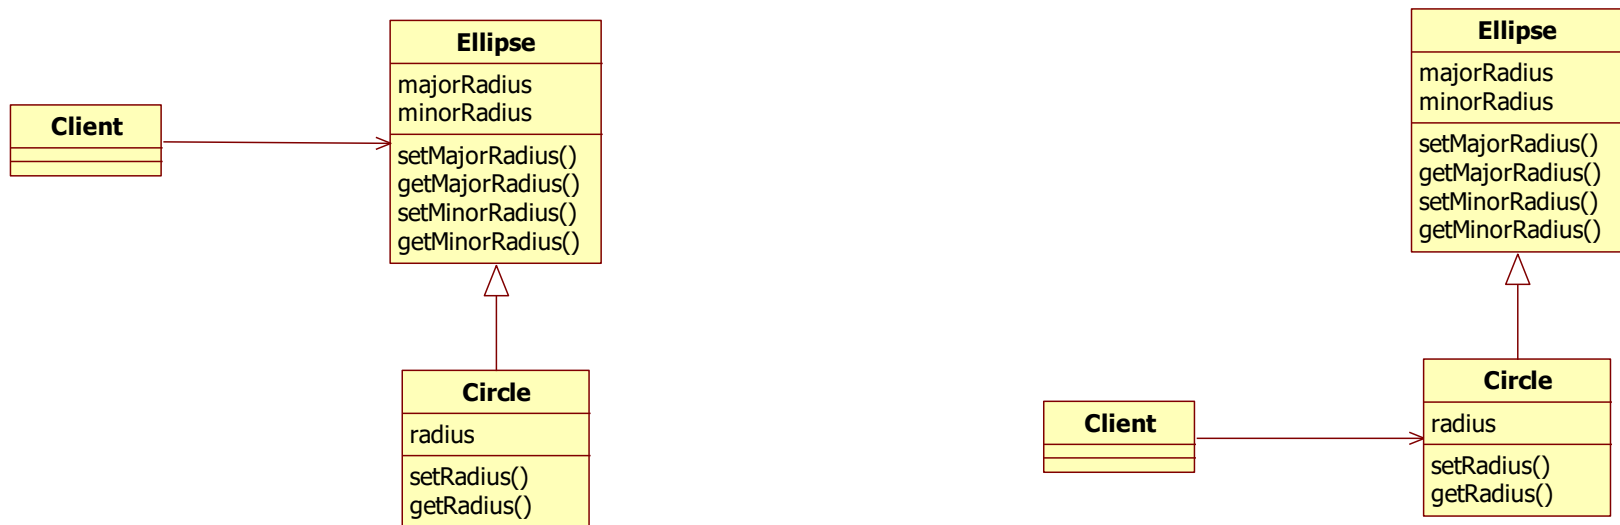 Ellipse
majorRadius
minorRadius
setMajorRadius()
getMajorRadius()
setMinorRadius()
getMinorRadius()
Client
Circle
radius
setRadius()
getRadius()
Ellipse
majorRadius
minorRadius
setMajorRadius()
getMajorRadius()
setMinorRadius()
getMinorRadius()
Client
Circle
radius
setRadius()
getRadius()